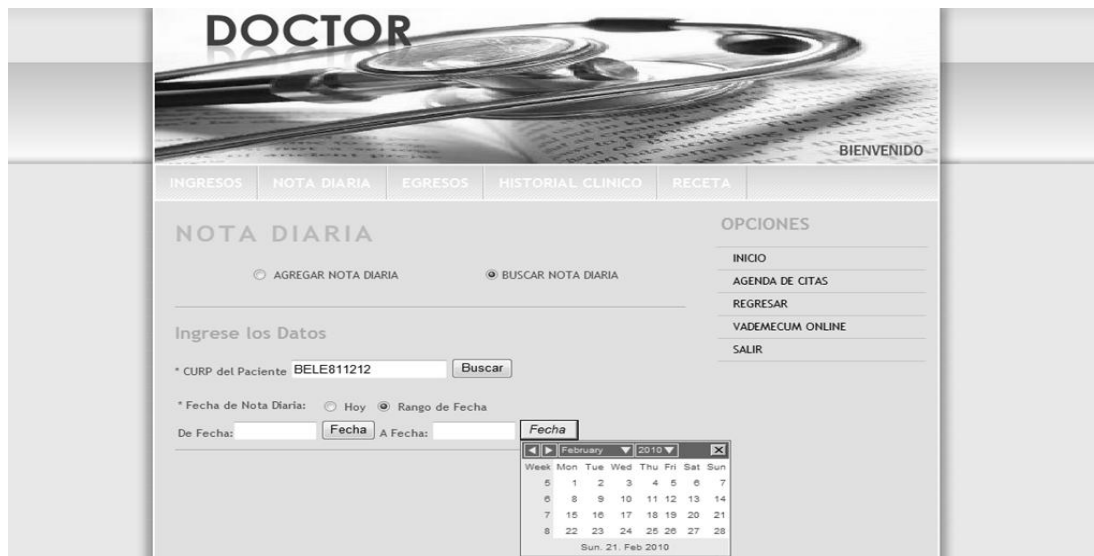 DOCTOR
BIENVENIDO
INGRESOS NOTA DIARIA EGRESOS HISTORIAL CLINICO RECETA
NOTA DIARIA
AGREGAR NOTA DIARIA BUSCAR NOTA DIARIA
Ingrese los Datos
* CURP del Paciente BELE811212 Buscar
* Fecha de Nota Diaria: Hoy Rango de Fecha
De Fecha: Fecha A Fecha: Fecha
February 2010 X
Week Mon Tue Wed Thu Fri Sat Sun
5 1 2 3 4 5 6 7
6 8 9 10 11 12 13 14
7 15 16 17 18 19 20 21
8 22 23 24 25 26 27 28
Sun. 21. Feb 2010
OPCIONES
INICIO
AGENDA DE CITAS
REGRESAR
VADEMECUM ONLINE
SALIR